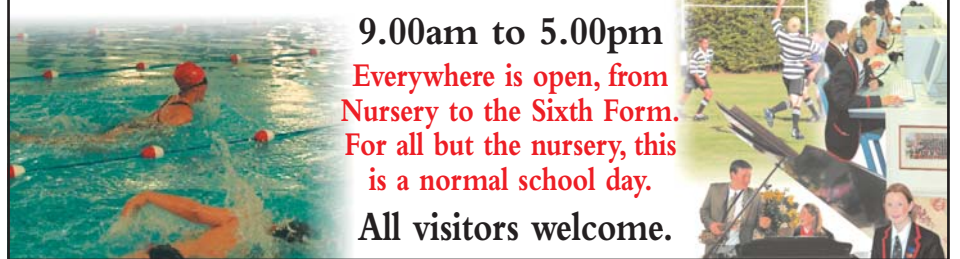 9.00am to 5.00pm
Everywhere is open, from
Nursery to the Sixth Form.
For all but the nursery, this
is a normal school day.
All visitors welcome.